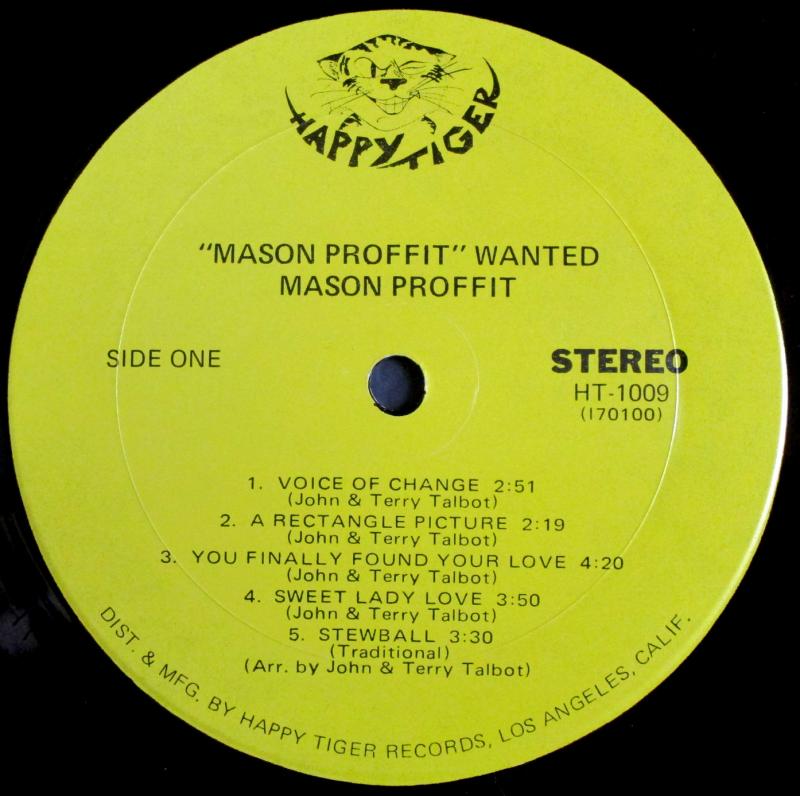 HAPPY TIGER
"MASON PROFFIT" WANTED
MASON PROFFIT
SIDE ONE
STEREO
HT-1009
(170100)
1. VOICE OF CHANGE 2:51
(John & Terry Talbot)
2. A RECTANGLE PICTURE 2:19
(John & Terry Talbot)
3. YOU FINALLY FOUND YOUR LOVE 4:20
(John & Terry Talbot)
4. SWEET LADY LOVE 3:50
(John & Terry Talbot)
5. STEWBALL 3:30
(Traditional)
(Arr. by John & Terry Talbot)
DIST. & MFG. BY HAPPY TIGER RECORDS, LOS ANGELES, CALIF.